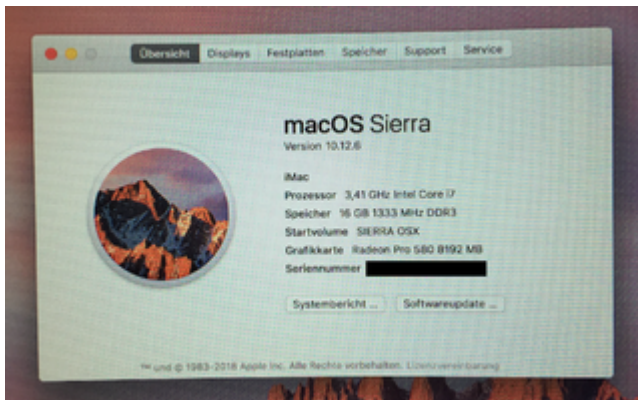 Übersicht Displays Festplatten Speicher Support Service
macOS Sierra
Version 10.12.6
iMac
Prozessor 3,41 GHz Intel Core i7
Speicher 16 GB 1333 MHz DDR3
Startvolume SIERRA OSX
Grafikkarte Radeon Pro 580 8192 MB
Seriennummer
Systembericht ... Softwareupdate ...
™ und © 1983-2016 Apple Inc. Alle Rechte vorbehalten. Lizenzvereinbarung